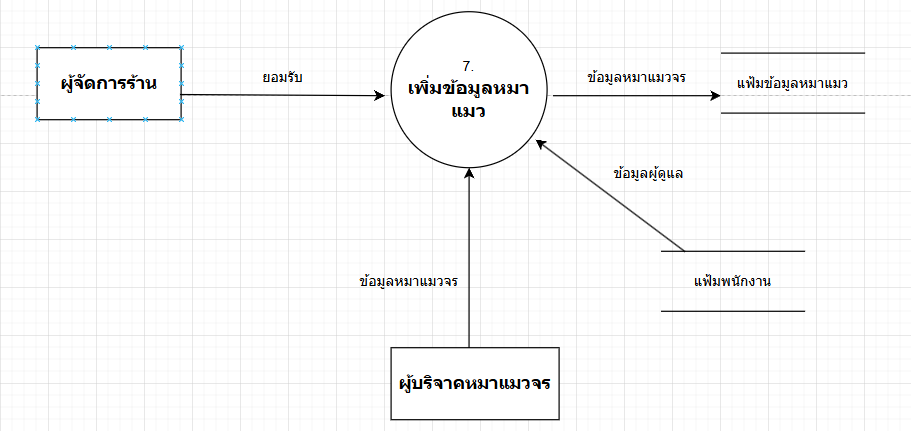 ผู้จัดการร้าน
ยอมรับ
7.
เพิ่มข้อมูลหมา
แมว
ข้อมูลหมาแมวจร
แฟ้มข้อมูลหมาแมว
ข้อมูลผู้ดูแล
ข้อมูลหมาแมวจร
แฟ้มพนักงาน
ผู้บริจาคหมาแมวจร